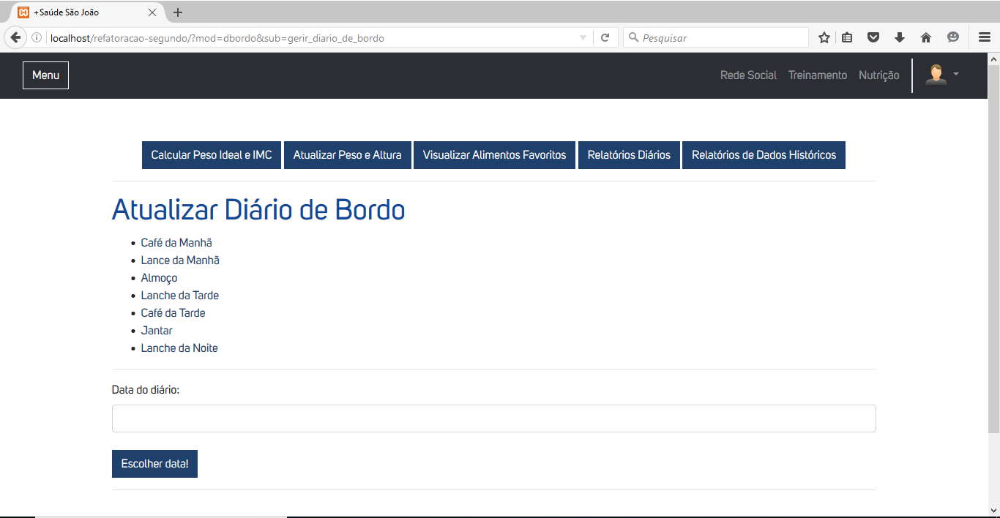 +Saúde São João
localhost/refatoracao-segundo/?mod=dbordo&sub=gerir_diario_de_bordo
Pesquisar
Menu
Rede Social Treinamento Nutrição
Calcular Peso Ideal e IMC Atualizar Peso e Altura Visualizar Alimentos Favoritos Relatórios Diários Relatórios de Dados Históricos
Atualizar Diário de Bordo
• Café da Manhã
• Lance da Manhã
• Almoço
• Lanche da Tarde
• Café da Tarde
• Jantar
• Lanche da Noite
Data do diário:
Escolher data!